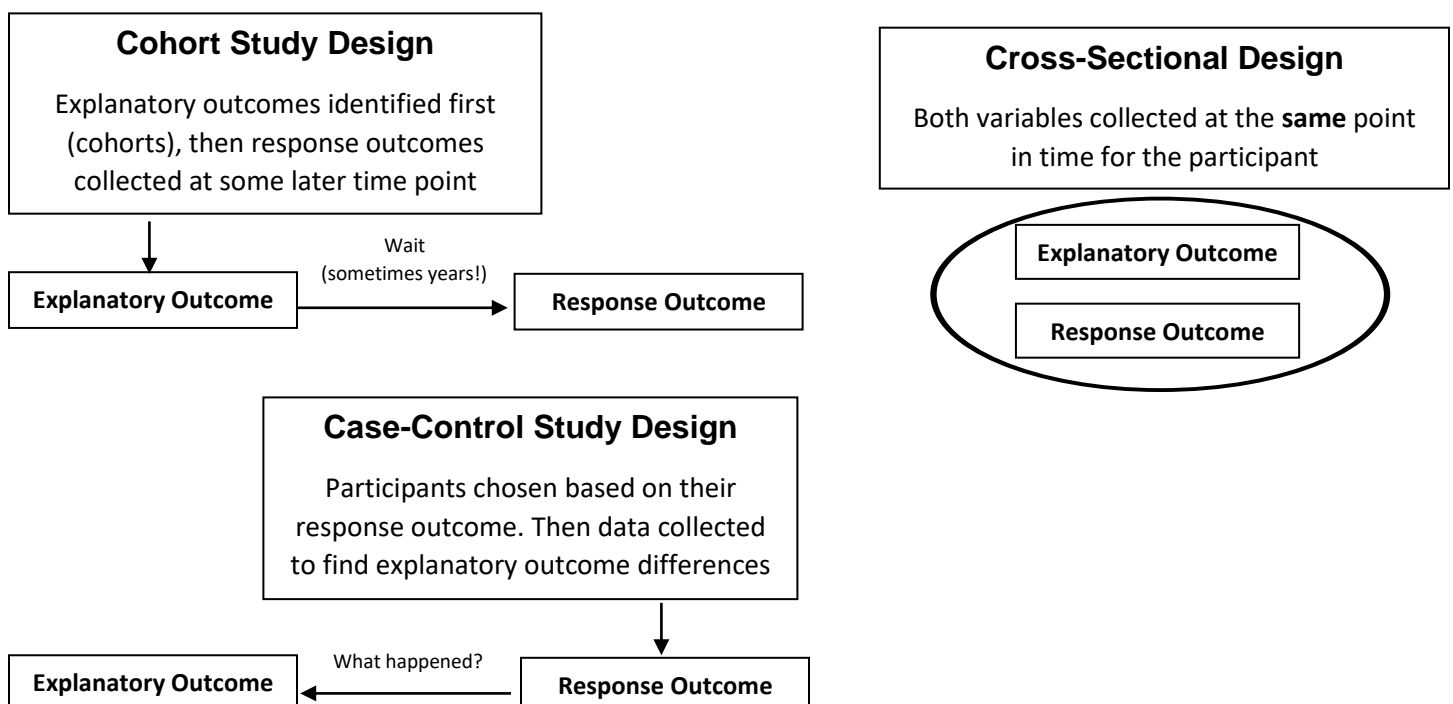 Cohort Study Design
Explanatory outcomes identified first
(cohorts), then response outcomes
collected at some later time point
Wait
(sometimes years!)
Explanatory Outcome
Response Outcome
Cross-Sectional Design
Both variables collected at the same point
in time for the participant
Explanatory Outcome
Response Outcome
Case-Control Study Design
Participants chosen based on their
response outcome. Then data collected
to find explanatory outcome differences
What happened?
Explanatory Outcome
Response Outcome